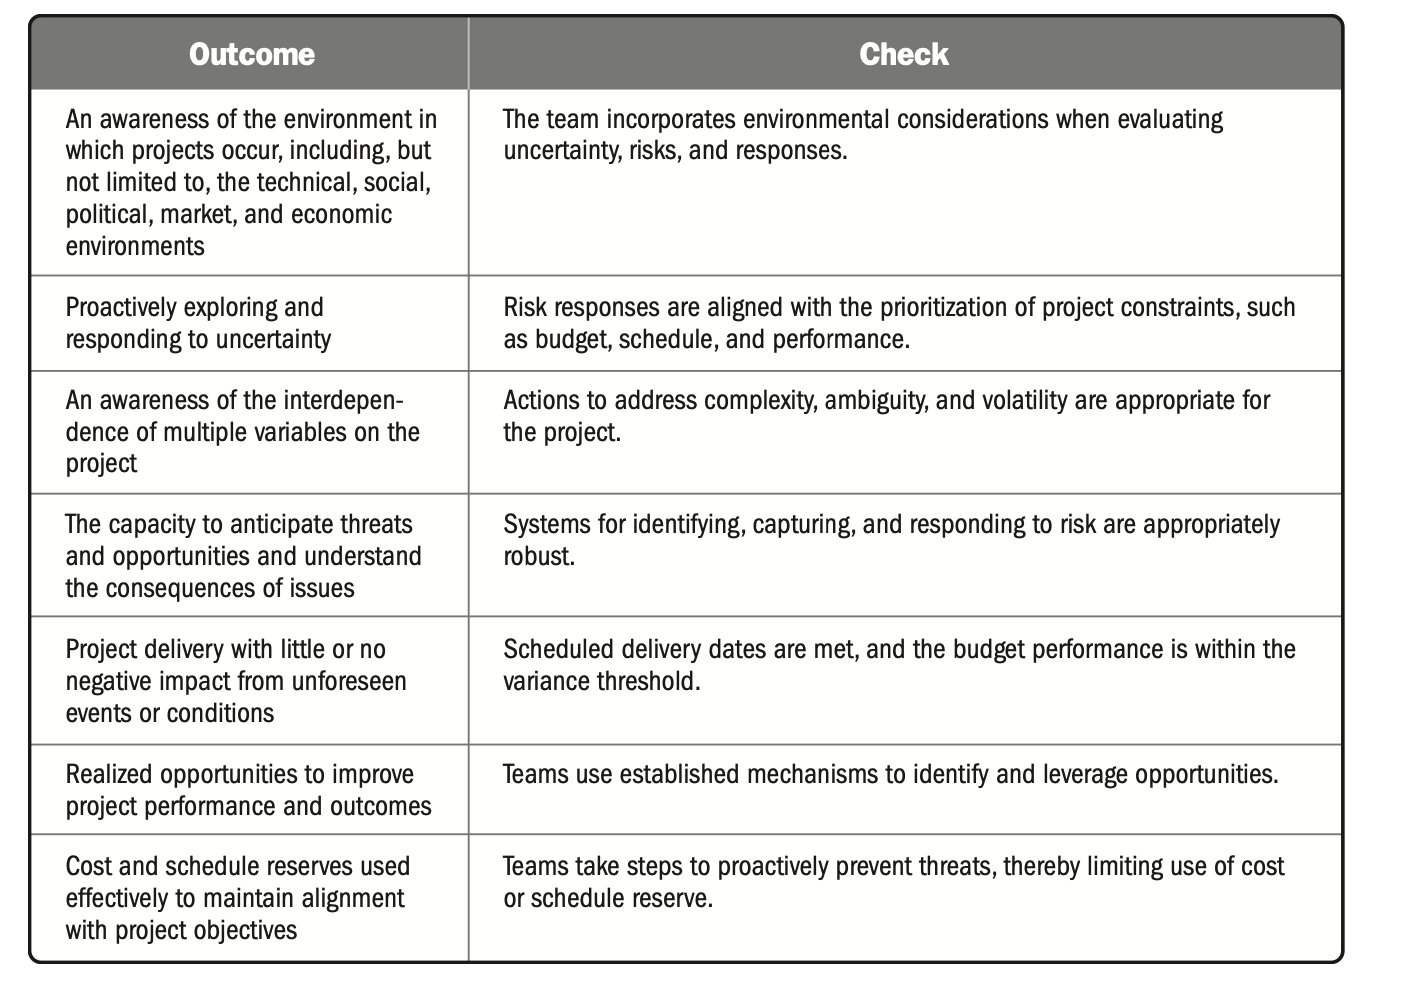 Outcome
Check
An awareness of the environment in
which projects occur, including, but
not limited to, the technical, social,
political, market, and economic
environments
The team incorporates environmental considerations when evaluating
uncertainty, risks, and responses.
Proactively exploring and
responding to uncertainty
Risk responses are aligned with the prioritization of project constraints, such
as budget, schedule, and performance.
An awareness of the interdepen-
dence of multiple variables on the
project
Actions to address complexity, ambiguity, and volatility are appropriate for
the project.
The capacity to anticipate threats
and opportunities and understand
the consequences of issues
Systems for identifying, capturing, and responding to risk are appropriately
robust.
Project delivery with little or no
negative impact from unforeseen
events or conditions
Scheduled delivery dates are met, and the budget performance is within the
variance threshold.
Realized opportunities to improve
project performance and outcomes
Teams use established mechanisms to identify and leverage opportunities.
Cost and schedule reserves used
effectively to maintain alignment
with project objectives
Teams take steps to proactively prevent threats, thereby limiting use of cost
or schedule reserve.